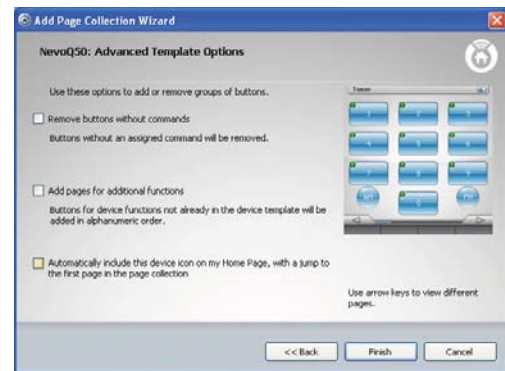 Add Page Collection Wizard
NevoQ50: Advanced Template Options
Use these options to add or remove groups of buttons.
Remove buttons without commands
Buttons without an assigned command will be removed.
Add pages for additional functions
Buttons for device functions not already in the device template will be
added in alphanumeric order.
Automatically include this device icon on my Home Page, with a jump to
the first page in the page collection
Tuner
Use arrow keys to view different
pages.
<< Back
Finish
Cancel